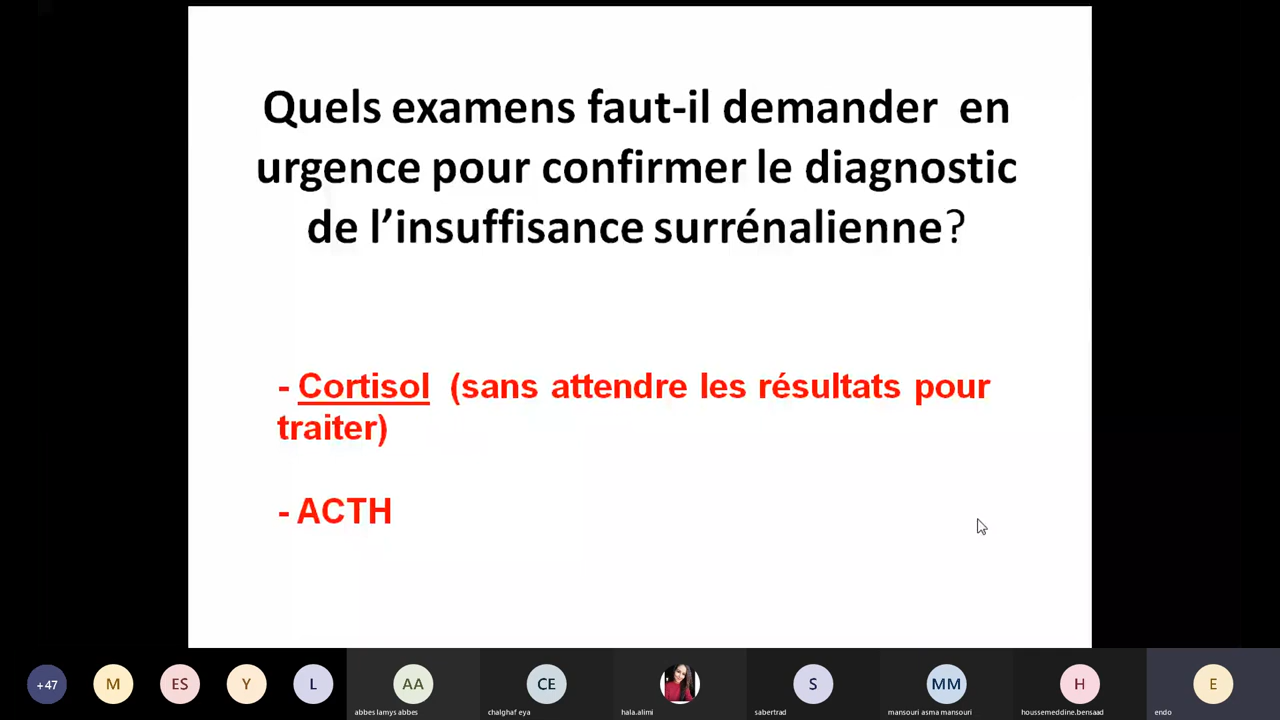 Quels examens faut-il demander en
urgence pour confirmer le diagnostic
de l’insuffisance surrénalienne?
- Cortisol (sans attendre les résultats pour
traiter)
- ACTH
+47
M
ES
Y
L
AA
CE
S
MM
H
E
abbes lamys abbes
chalghaf eya
hala.alimi
sabertrad
mansouri asma mansouri
houssemeddine.bensaad
endo